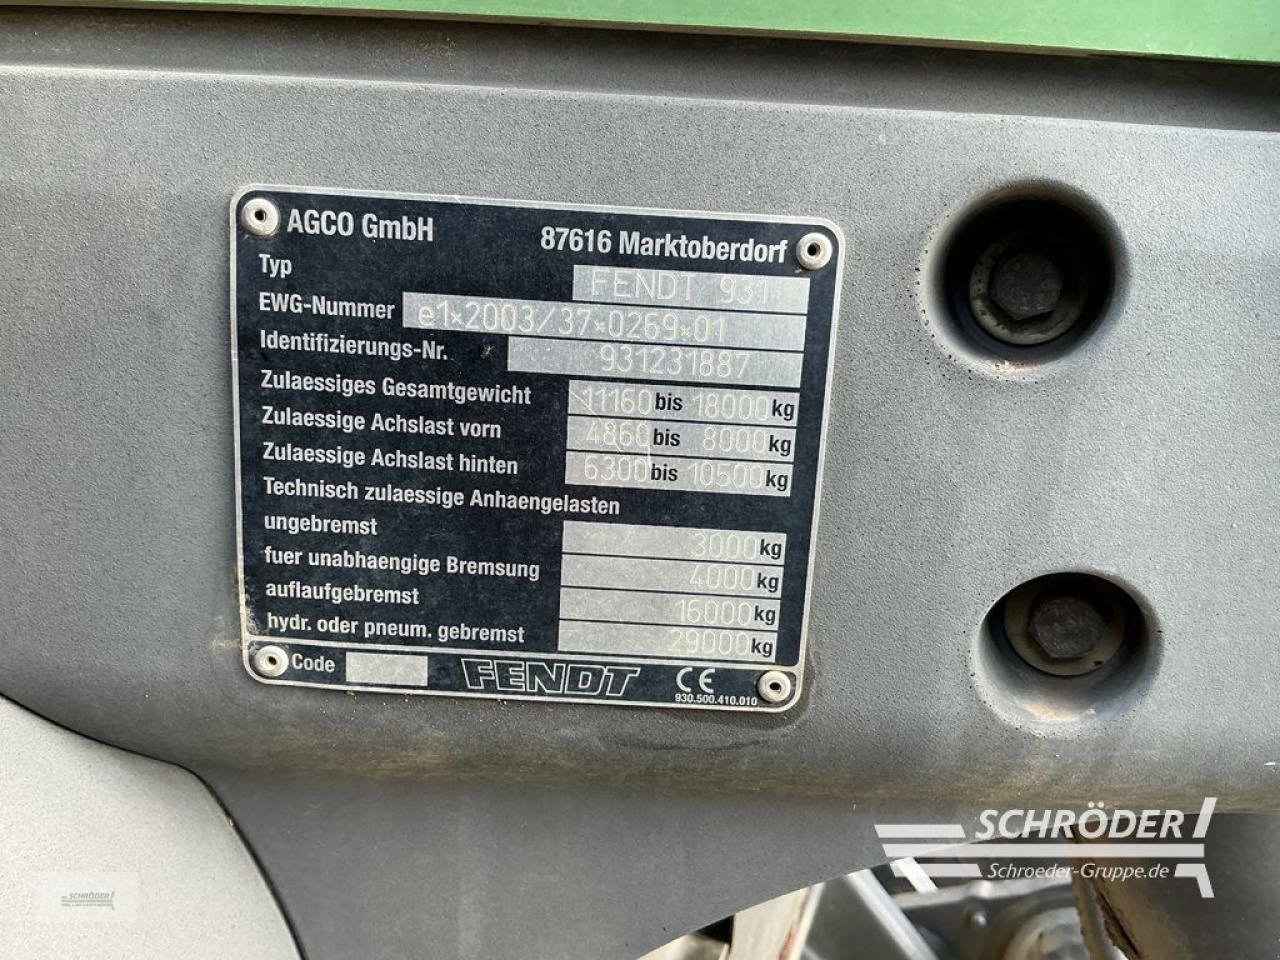 AGCO GmbH 87616 Marktoberdorf
Typ FENDT 931
EWG-Nummer e1*2003/37*0269*01
Identifizierungs-Nr. 931231887
Zulaessiges Gesamtgewicht 11160 bis 18000 kg
Zulaessige Achslast vorn 4860 bis 8000 kg
Zulaessige Achslast hinten 6300 bis 10500 kg
Technisch zulaessige Anhaengelasten
ungebremst 3000 kg
fuer unabhaengige Bremsung 4000 kg
auflaufgebremst 16000 kg
hydr. oder pneum. gebremst 29000 kg
Code FENDT CE
930.500.410.010
SCHRÖDER
Schroeder-Gruppe.de
SCHRÖDER